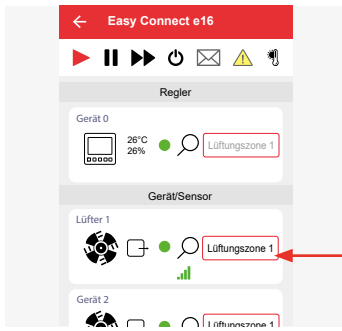 Easy Connect e16
Regler
Gerät 0
26°C
26%
Lüftungszone 1
Gerät/Sensor
Lüfter 1
Lüftungszone 1
Gerät 2
Lüftungszone 1